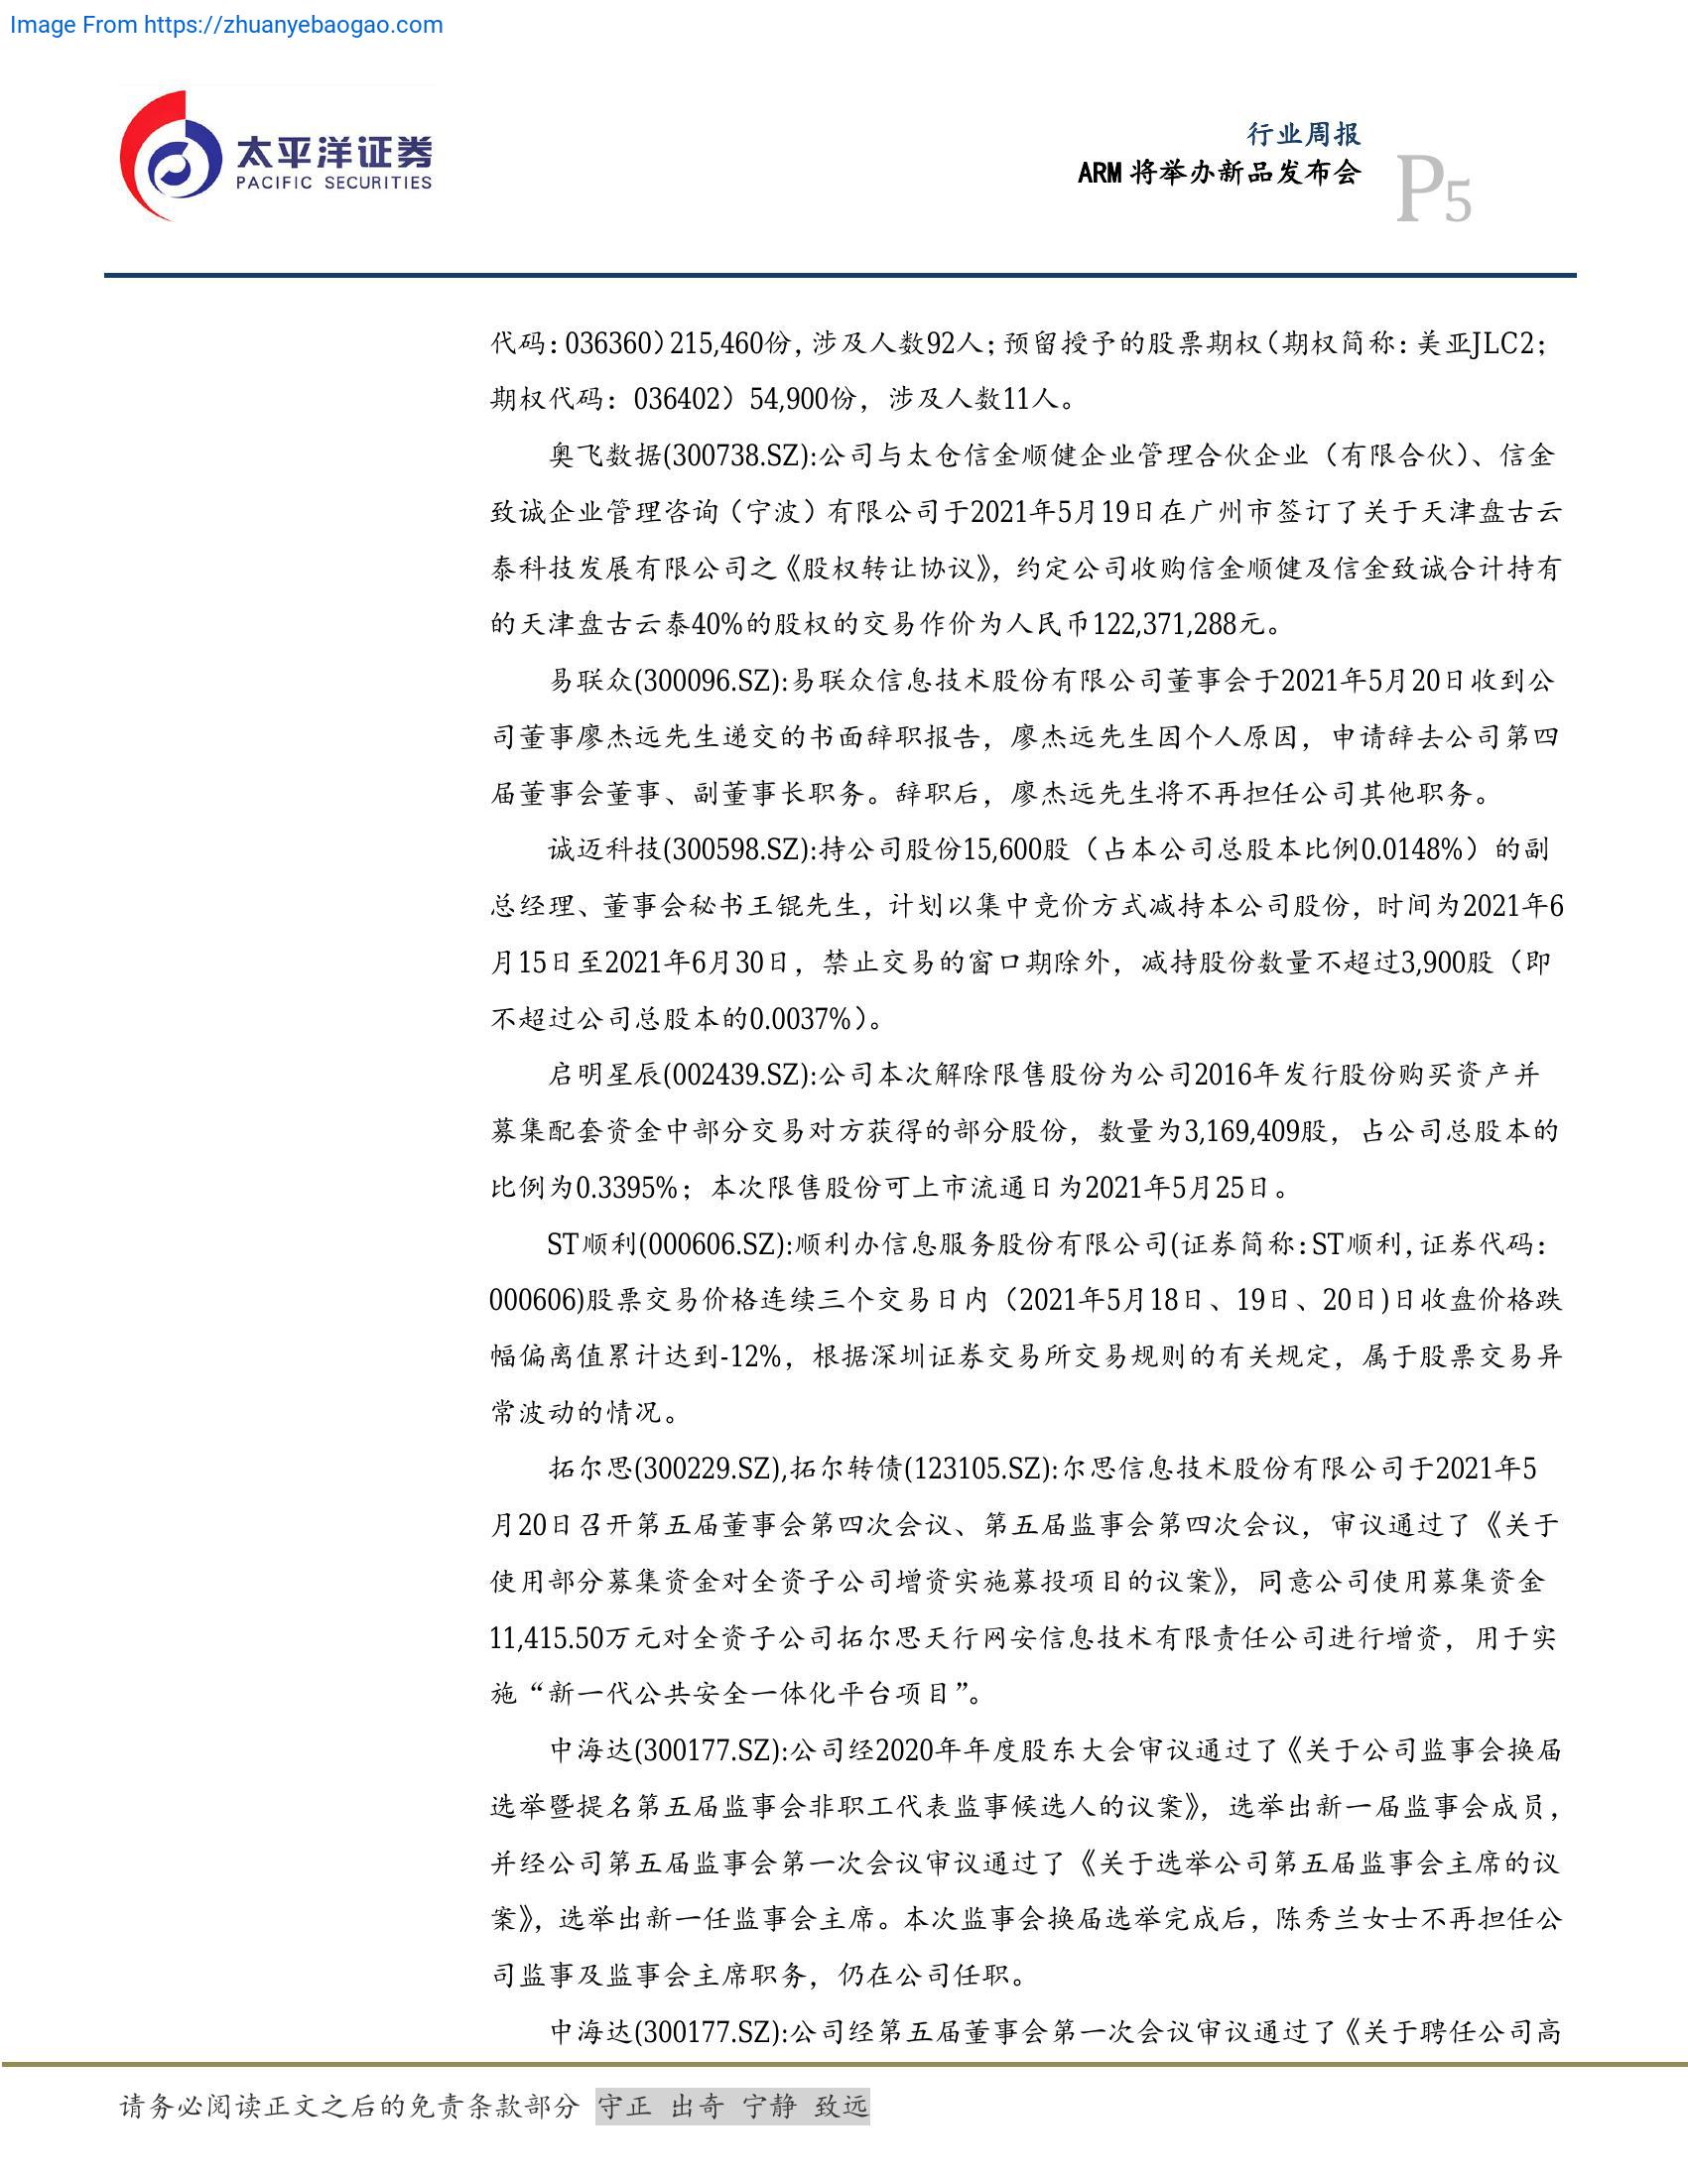 Image From https://zhuanyebaogao.com
太平洋证券
PACIFIC SECURITIES
行业周报
ARM 将举办新品发布会
P5
代码：036360）215,460份，涉及人数92人；预留授予的股票期权（期权简称：美亚JLC2；
期权代码：036402）54,900份，涉及人数11人。
奥飞数据(300738.SZ):公司与太仓信金顺健企业管理合伙企业（有限合伙）、信金
致诚企业管理咨询（宁波）有限公司于2021年5月19日在广州市签订了关于天津盘古云
泰科技发展有限公司之《股权转让协议》，约定公司收购信金顺健及信金致诚合计持有
的天津盘古云泰40%的股权的交易作价为人民币122,371,288元。
易联众(300096.SZ):易联众信息技术股份有限公司董事会于2021年5月20日收到公
司董事廖杰远先生递交的书面辞职报告，廖杰远先生因个人原因，申请辞去公司第四
届董事会董事、副董事长职务。辞职后，廖杰远先生将不再担任公司其他职务。
诚迈科技(300598.SZ):持公司股份15,600股（占本公司总股本比例0.0148%）的副
总经理、董事会秘书王锟先生，计划以集中竞价方式减持本公司股份，时间为2021年6
月15日至2021年6月30日，禁止交易的窗口期除外，减持股份数量不超过3,900股（即
不超过公司总股本的0.0037%）。
启明星辰(002439.SZ):公司本次解除限售股份为公司2016年发行股份购买资产并
募集配套资金中部分交易对方获得的部分股份，数量为3,169,409股，占公司总股本的
比例为0.3395%；本次限售股份可上市流通日为2021年5月25日。
ST顺利(000606.SZ):顺利办信息服务股份有限公司(证券简称：ST顺利，证券代码：
000606)股票交易价格连续三个交易日内（2021年5月18日、19日、20日)日收盘价格跌
幅偏离值累计达到-12%，根据深圳证券交易所交易规则的有关规定，属于股票交易异
常波动的情况。
拓尔思(300229.SZ),拓尔转债(123105.SZ):尔思信息技术股份有限公司于2021年5
月20日召开第五届董事会第四次会议、第五届监事会第四次会议，审议通过了《关于
使用部分募集资金对全资子公司增资实施募投项目的议案》，同意公司使用募集资金
11,415.50万元对全资子公司拓尔思天行网安信息技术有限责任公司进行增资，用于实
施“新一代公共安全一体化平台项目”。
中海达(300177.SZ):公司经2020年年度股东大会审议通过了《关于公司监事会换届
选举暨提名第五届监事会非职工代表监事候选人的议案》，选举出新一届监事会成员，
并经公司第五届监事会第一次会议审议通过了《关于选举公司第五届监事会主席的议
案》，选举出新一任监事会主席。本次监事会换届选举完成后，陈秀兰女士不再担任公
司监事及监事会主席职务，仍在公司任职。
中海达(300177.SZ):公司经第五届董事会第一次会议审议通过了《关于聘任公司高
请务必阅读正文之后的免责条款部分 守正 出奇 宁静 致远